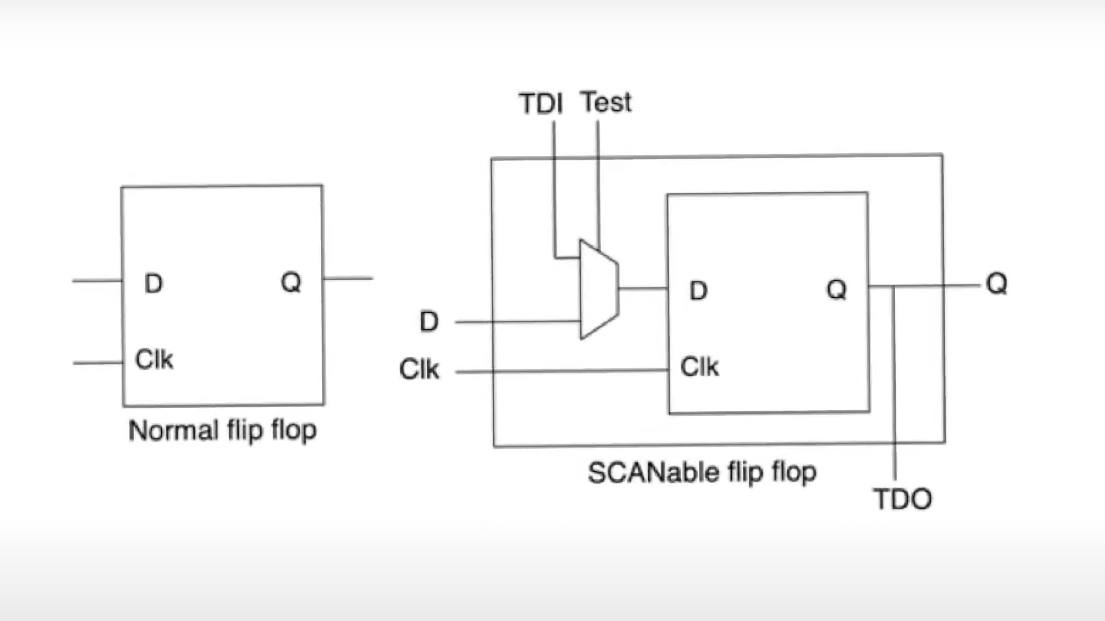 D Q
Clk
Normal flip flop
TDI Test
D Q
Clk
D
Clk
Q
SCANable flip flop
TDO